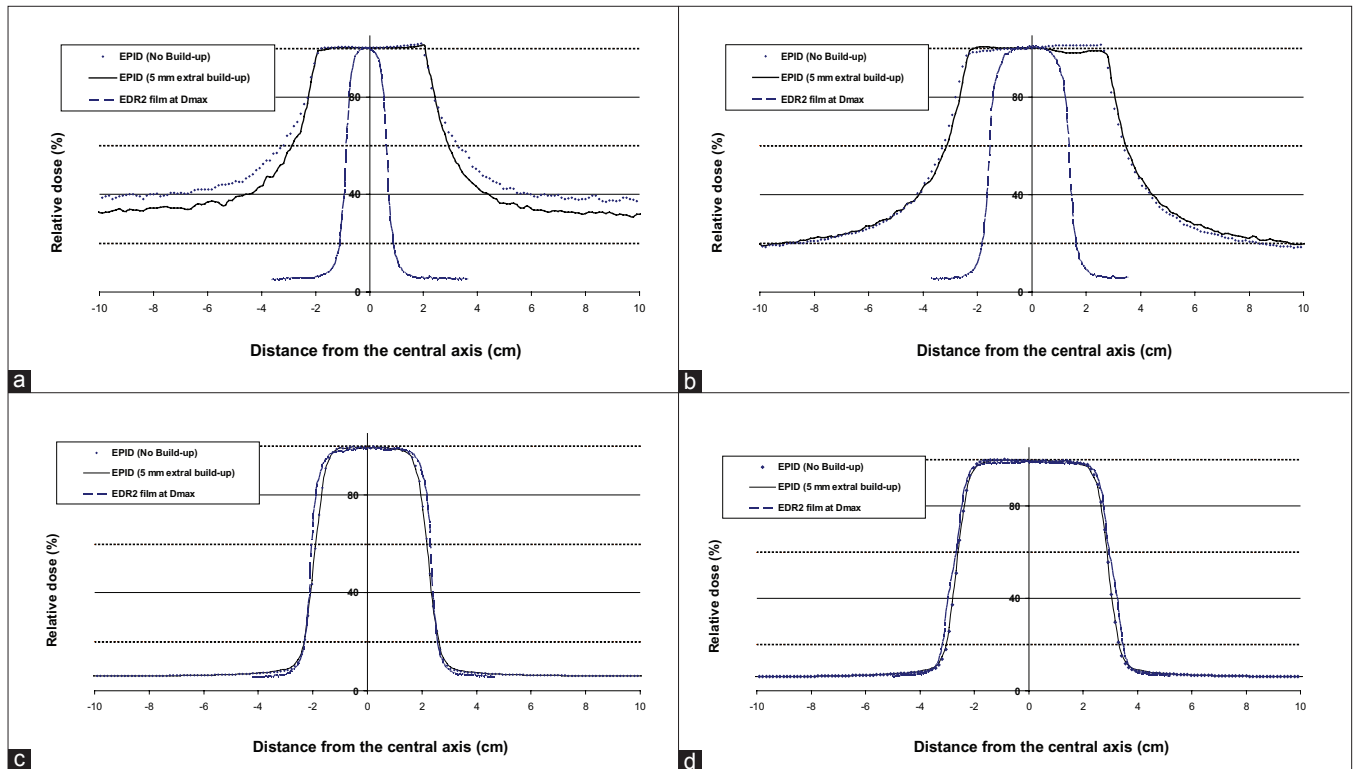 EPID (No Build-up)
EPID (5 mm extral build-up)
EDR2 film at Dmax
Relative dose (%)
80
40
0
-10 -8 -6 -4 -2 0 2 4 6 8 10
Distance from the central axis (cm)
a
EPID (No Build-up)
EPID (5 mm extral build-up)
EDR2 film at Dmax
Relative dose (%)
80
40
0
-10 -8 -6 -4 -2 0 2 4 6 8 10
Distance from the central axis (cm)
b
EPID (No Build-up)
EPID (5 mm extral build-up)
EDR2 film at Dmax
Relative dose (%)
80
40
0
-10 -8 -6 -4 -2 0 2 4 6 8 10
Distance from the central axis (cm)
c
EPID (No Build-up)
EPID (5 mm extral build-up)
EDR2 film at Dmax
Relative dose (%)
80
40
0
-10 -8 -6 -4 -2 0 2 4 6 8 10
Distance from the central axis (cm)
d